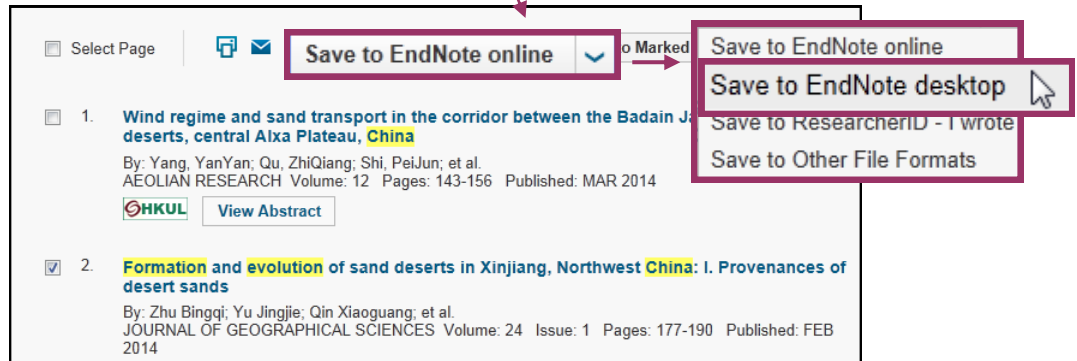 Select Page
Save to EndNote online
o Marked
Save to EndNote online
Save to EndNote desktop
Save to ResearcherID - I wrote
Save to Other File Formats
1. Wind regime and sand transport in the corridor between the Badain Ja
deserts, central Alxa Plateau, China
By: Yang, YanYan; Qu, ZhiQiang; Shi, PeiJun; et al.
AEOLIAN RESEARCH Volume: 12 Pages: 143-156 Published: MAR 2014
HKUL View Abstract
2. Formation and evolution of sand deserts in Xinjiang, Northwest China: I. Provenances of
desert sands
By: Zhu Bingqi; Yu Jingjie; Qin Xiaoguang; et al.
JOURNAL OF GEOGRAPHICAL SCIENCES Volume: 24 Issue: 1 Pages: 177-190 Published: FEB
2014